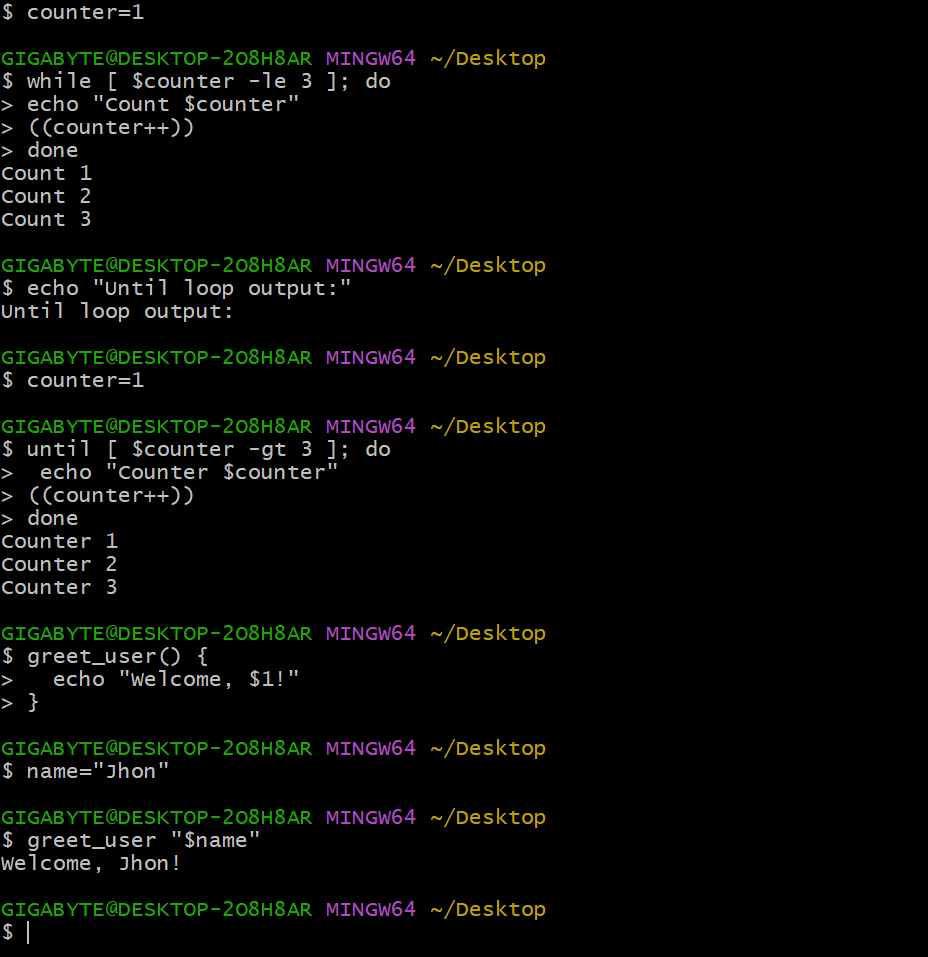 $ counter=1
GIGABYTE@DESKTOP-2O8H8AR MINGW64 ~/Desktop
$ while [ $counter -le 3 ]; do
> echo "Count $counter"
> ((counter++))
> done
Count 1
Count 2
Count 3
GIGABYTE@DESKTOP-2O8H8AR MINGW64 ~/Desktop
$ echo "Until loop output:"
Until loop output:
GIGABYTE@DESKTOP-2O8H8AR MINGW64 ~/Desktop
$ counter=1
GIGABYTE@DESKTOP-2O8H8AR MINGW64 ~/Desktop
$ until [ $counter -gt 3 ]; do
>  echo "Counter $counter"
> ((counter++))
> done
Counter 1
Counter 2
Counter 3
GIGABYTE@DESKTOP-2O8H8AR MINGW64 ~/Desktop
$ greet_user() {
>   echo "Welcome, $1!"
> }
GIGABYTE@DESKTOP-2O8H8AR MINGW64 ~/Desktop
$ name="Jhon"
GIGABYTE@DESKTOP-2O8H8AR MINGW64 ~/Desktop
$ greet_user "$name"
Welcome, Jhon!
GIGABYTE@DESKTOP-2O8H8AR MINGW64 ~/Desktop
$